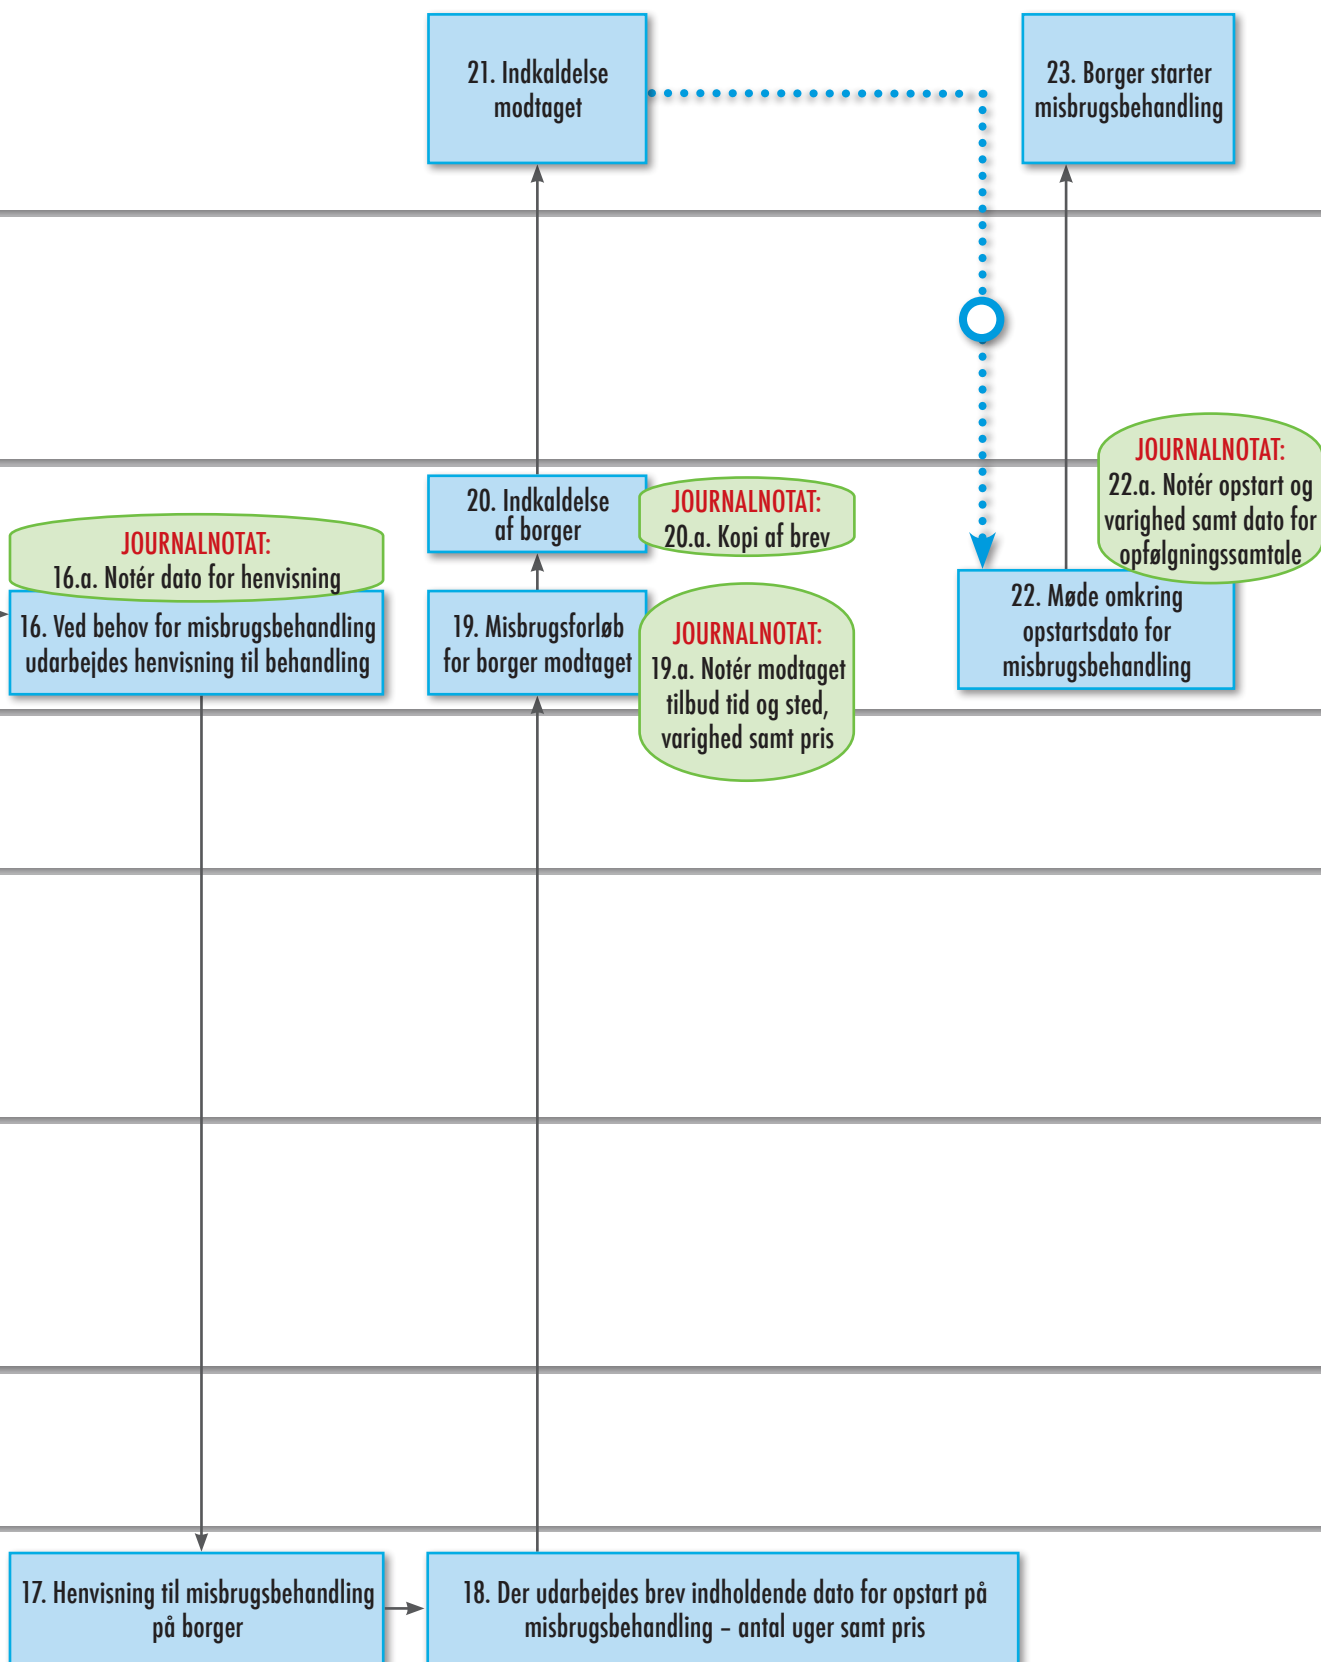 21. Indkaldelse
modtaget
23. Borger starter
misbrugsbehandling
JOURNALNOTAT:
22.a. Notér opstart og
varighed samt dato for
opfølgningssamtale
20. Indkaldelse
af borger
JOURNALNOTAT:
20.a. Kopi af brev
JOURNALNOTAT:
16.a. Notér dato for henvisning
16. Ved behov for misbrugsbehandling
udarbejdes henvisning til behandling
19. Misbrugsforløb
for borger modtaget
JOURNALNOTAT:
19.a. Notér modtaget
tilbud tid og sted,
varighed samt pris
22. Møde omkring
opstartsdato for
misbrugsbehandling
17. Henvisning til misbrugsbehandling
på borger
18. Der udarbejdes brev indholdende dato for opstart på
misbrugsbehandling – antal uger samt pris